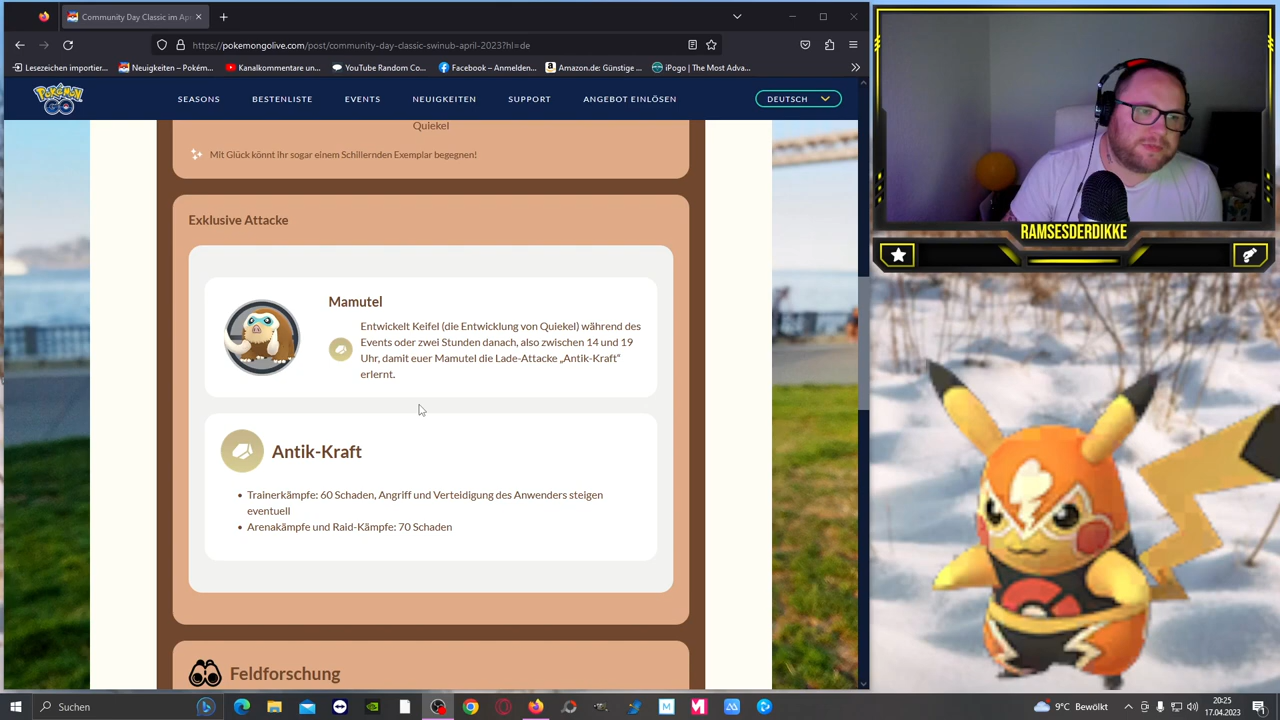 Community Day Classic im Apr
https://pokemongolive.com/post/community-day-classic-swinub-april-2023?hl=de
Lesezeichen importier...
Neuigkeiten – Pokém...
Kanalkommentare un...
YouTube Random Co...
Facebook – Anmelden...
Amazon.de: Günstige ...
iPogo | The Most Adva...
POKÉMON GO
SEASONS
BESTENLISTE
EVENTS
NEUIGKEITEN
SUPPORT
ANGEBOT EINLÖSEN
DEUTSCH
Quiekel
Mit Glück könnt ihr sogar einem Schillernden Exemplar begegnen!
Exklusive Attacke
Mamutel
Entwickelt Keifel (die Entwicklung von Quiekel) während des
Events oder zwei Stunden danach, also zwischen 14 und 19
Uhr, damit euer Mamutel die Lade-Attacke „Antik-Kraft“
erlernt.
Antik-Kraft
Trainerkämpfe: 60 Schaden, Angriff und Verteidigung des Anwenders steigen
eventuell
Arenakämpfe und Raid-Kämpfe: 70 Schaden
Feldforschung
RAMSESDERDIKKE
Suchen
9°C Bewölkt
20:25
17.04.2023